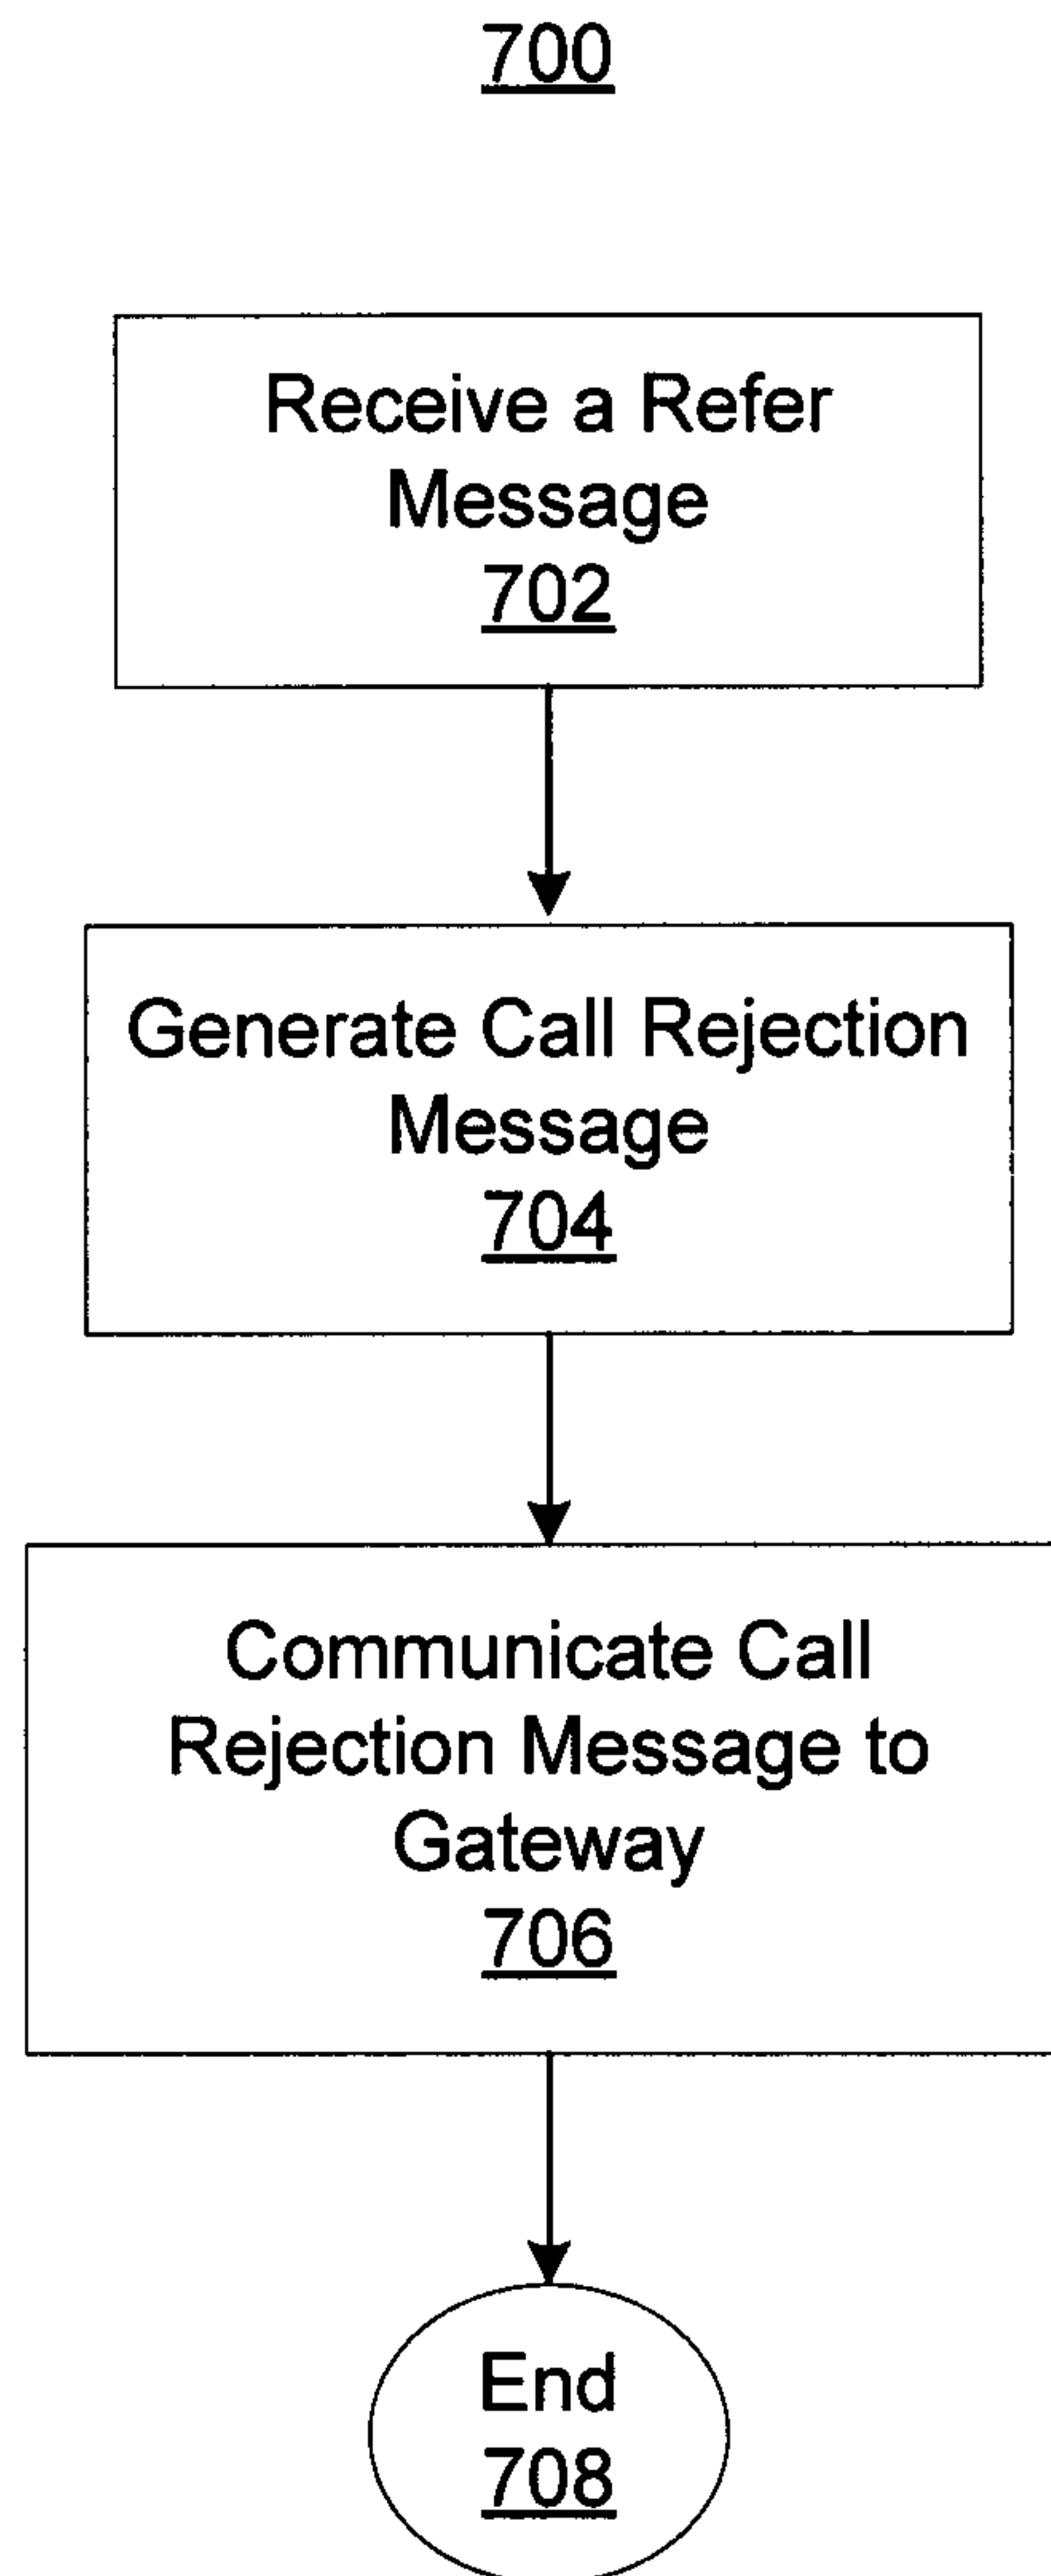 700
Receive a Refer
Message
702
Generate Call Rejection
Message
704
Communicate Call
Rejection Message to
Gateway
706
End
708